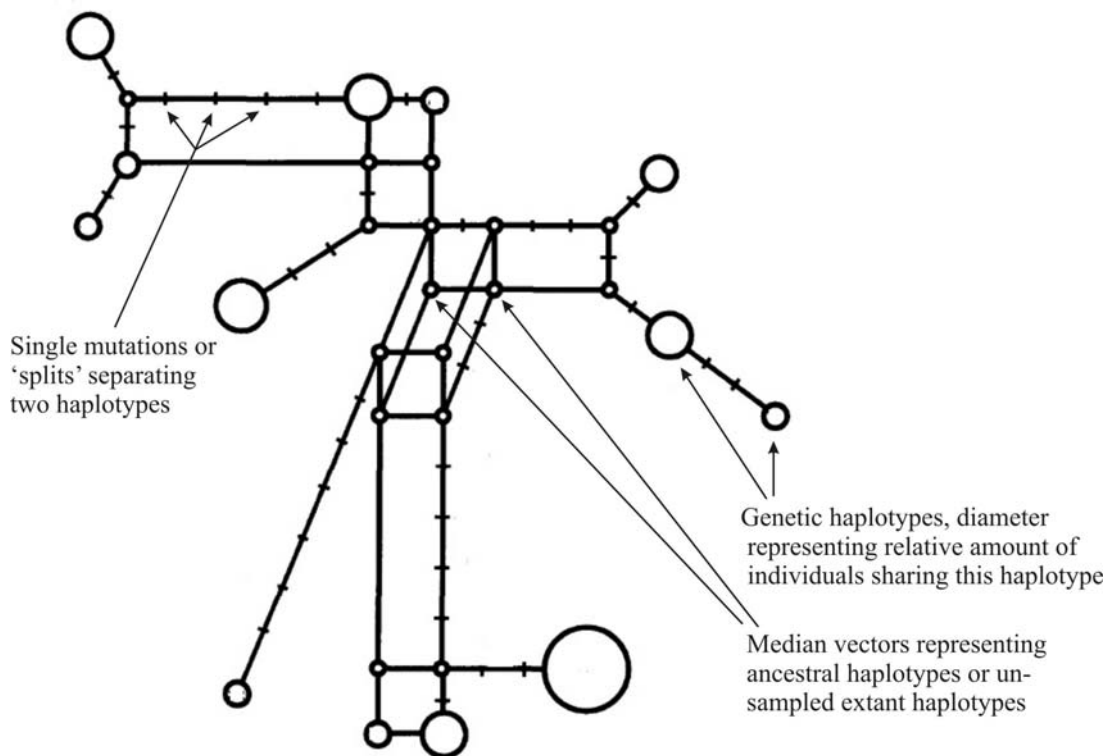 Single mutations or
‘splits’ separating
two haplotypes
Genetic haplotypes, diameter
representing relative amount of
individuals sharing this haplotype
Median vectors representing
ancestral haplotypes or un-
sampled extant haplotypes